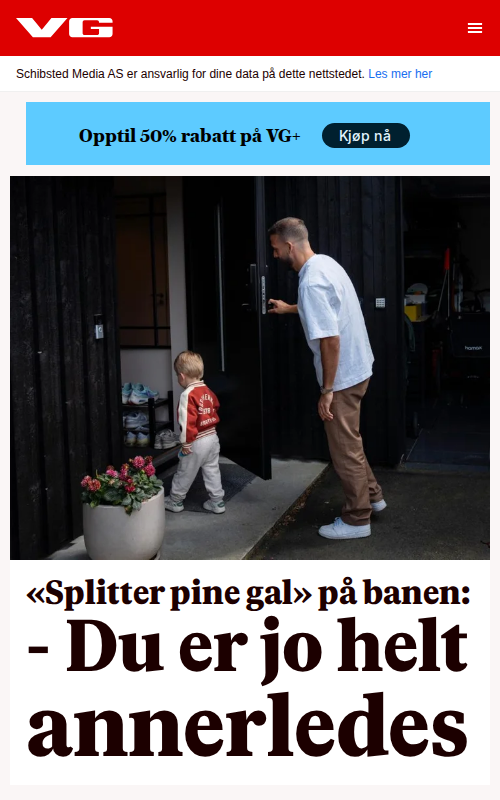 VG
Schibsted Media AS er ansvarlig for dine data på dette nettstedet. Les mer her
Opptil 50% rabatt på VG+
Kjøp nå
«Splitter pine gal» på banen:
- Du er jo helt
annerledes